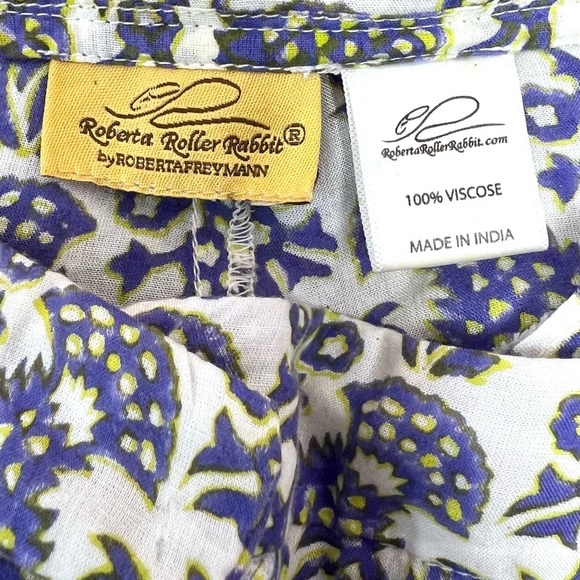 Roberta Roller Rabbit®
by ROBERTAFREYMANN
RobertaRollerRabbit.com
100% VISCOSE
MADE IN INDIA